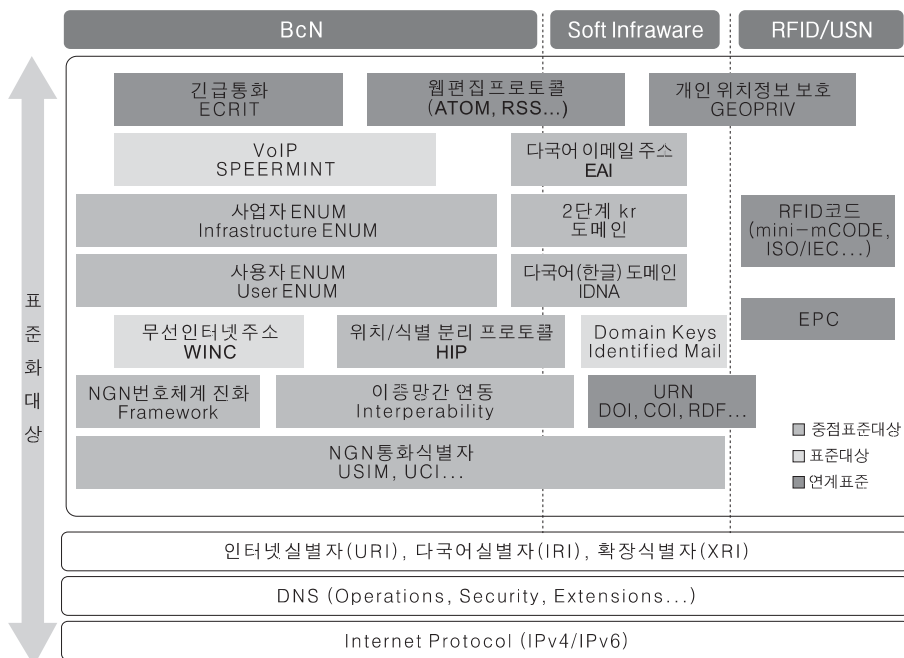 BcN
Soft Infraware
RFID/USN
긴급통화
ECRIT
웹편집프로토콜
(ATOM, RSS...)
개인 위치정보 보호
GEOPRIV
VoIP
SPEERMINT
다국어 이메일 주소
EAI
사업자 ENUM
Infrastructure ENUM
2단계 kr
도메인
RFID코드
(mini-mCODE,
ISO/IEC...)
사용자 ENUM
User ENUM
다국어(한글) 도메인
IDNA
EPC
무선인터넷주소
WINC
위치/식별 분리 프로토콜
HIP
Domain Keys
Identified Mail
NGN번호체계 진화
Framework
이종망간 연동
Interperability
URN
DOI, COI, RDF...
NGN통화식별자
USIM, UCI...
중점표준대상
표준대상
연계표준
표준화대상
인터넷실별자(URI), 다국어실별자(IRI), 확장식별자(XRI)
DNS (Operations, Security, Extensions...)
Internet Protocol (IPv4/IPv6)